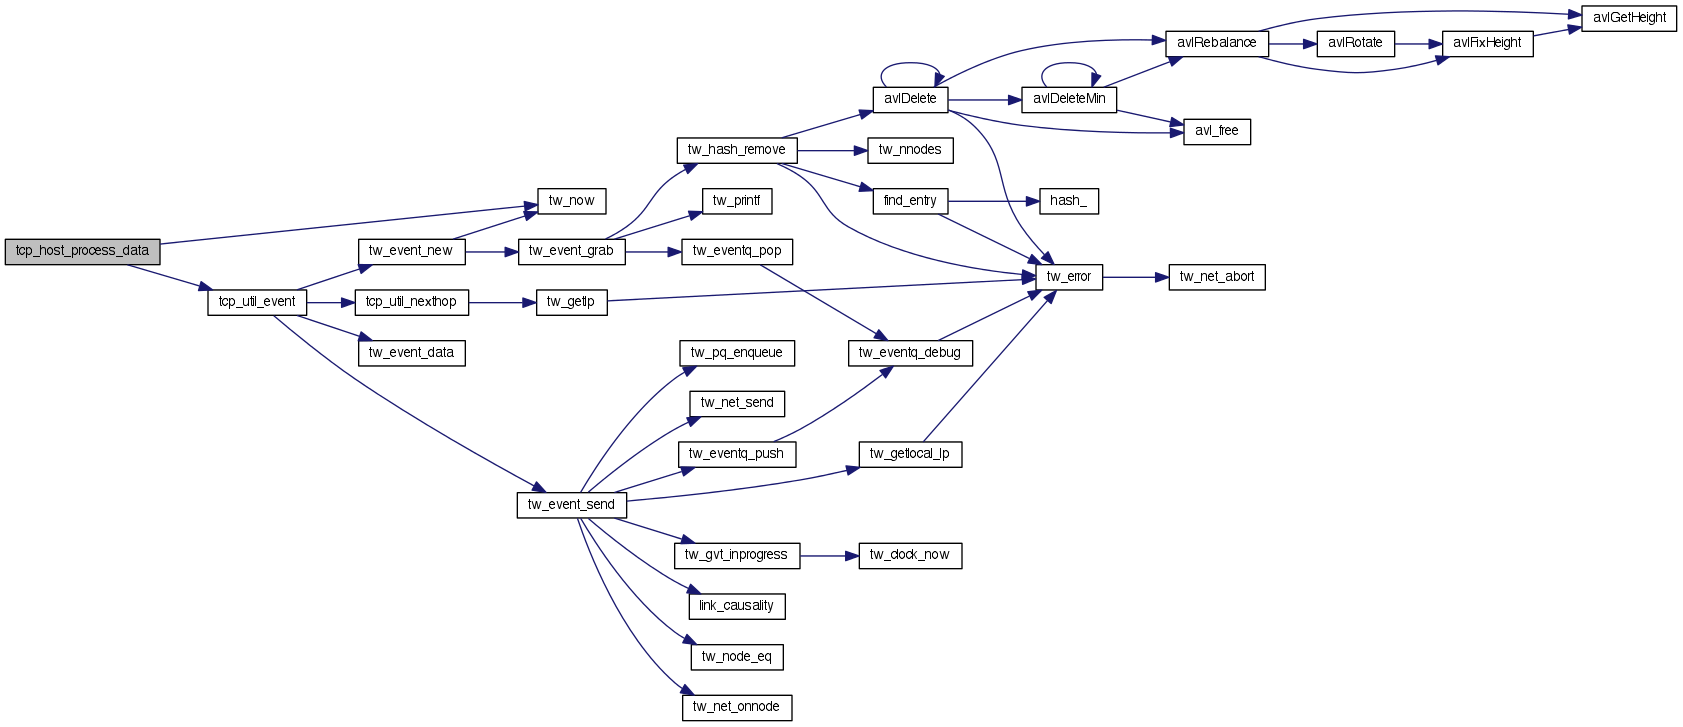 avlGetHeight
avlRebalance
avlRotate
avlFixHeight
avlDelete
avlDeleteMin
avl_free
tw_hash_remove
tw_nnodes
tw_now
tw_printf
find_entry
hash_
tcp_host_process_data
tw_event_new
tw_event_grab
tw_eventq_pop
tw_error
tw_net_abort
tcp_util_event
tcp_util_nexthop
tw_getlp
tw_event_data
tw_pq_enqueue
tw_eventq_debug
tw_net_send
tw_eventq_push
tw_getlocal_lp
tw_event_send
tw_gvt_inprogress
tw_clock_now
link_causality
tw_node_eq
tw_net_onnode